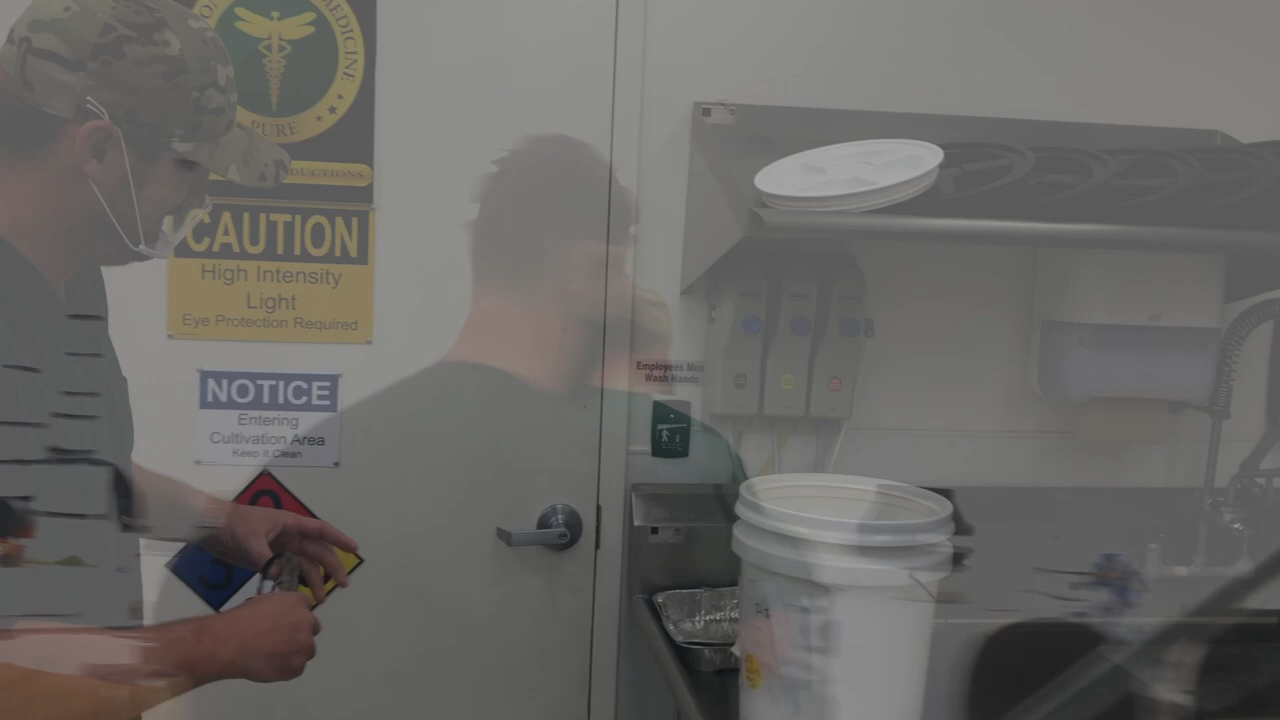 MEDICINE
PURE
DUCTIONS
CAUTION
High Intensity
Light
Eye Protection Required
NOTICE
Entering
Cultivation Area
Keep It Clean
Employees Must
Wash Hands
3